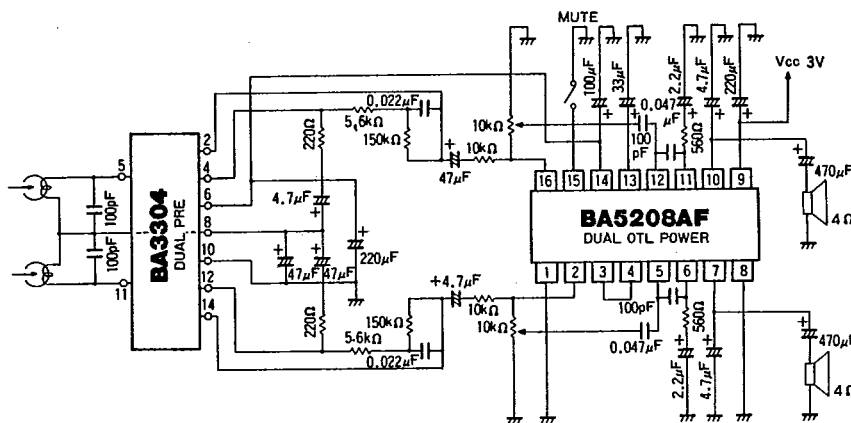 MUTE
Vcc 3V
100μF
33μF
2.2μF
4.7μF
220μF
0.047
μF
0.022μF
220Ω
5.6kΩ
150kΩ
10kΩ
10kΩ
100
pF
560Ω
47μF
470μF
4Ω
2
4
5
6
8
10
12
14
11
BA3304
DUAL PRE
100pF
100pF
4.7μF
47μF
47μF
220μF
220Ω
16
15
14
13
12
11
10
9
BA5208AF
DUAL OTL POWER
1
2
3
4
5
6
7
8
4.7μF
150kΩ
5.6kΩ
0.022μF
10kΩ
10kΩ
100pF
0.047μF
560Ω
2.2μF
4.7μF
470μF
4Ω